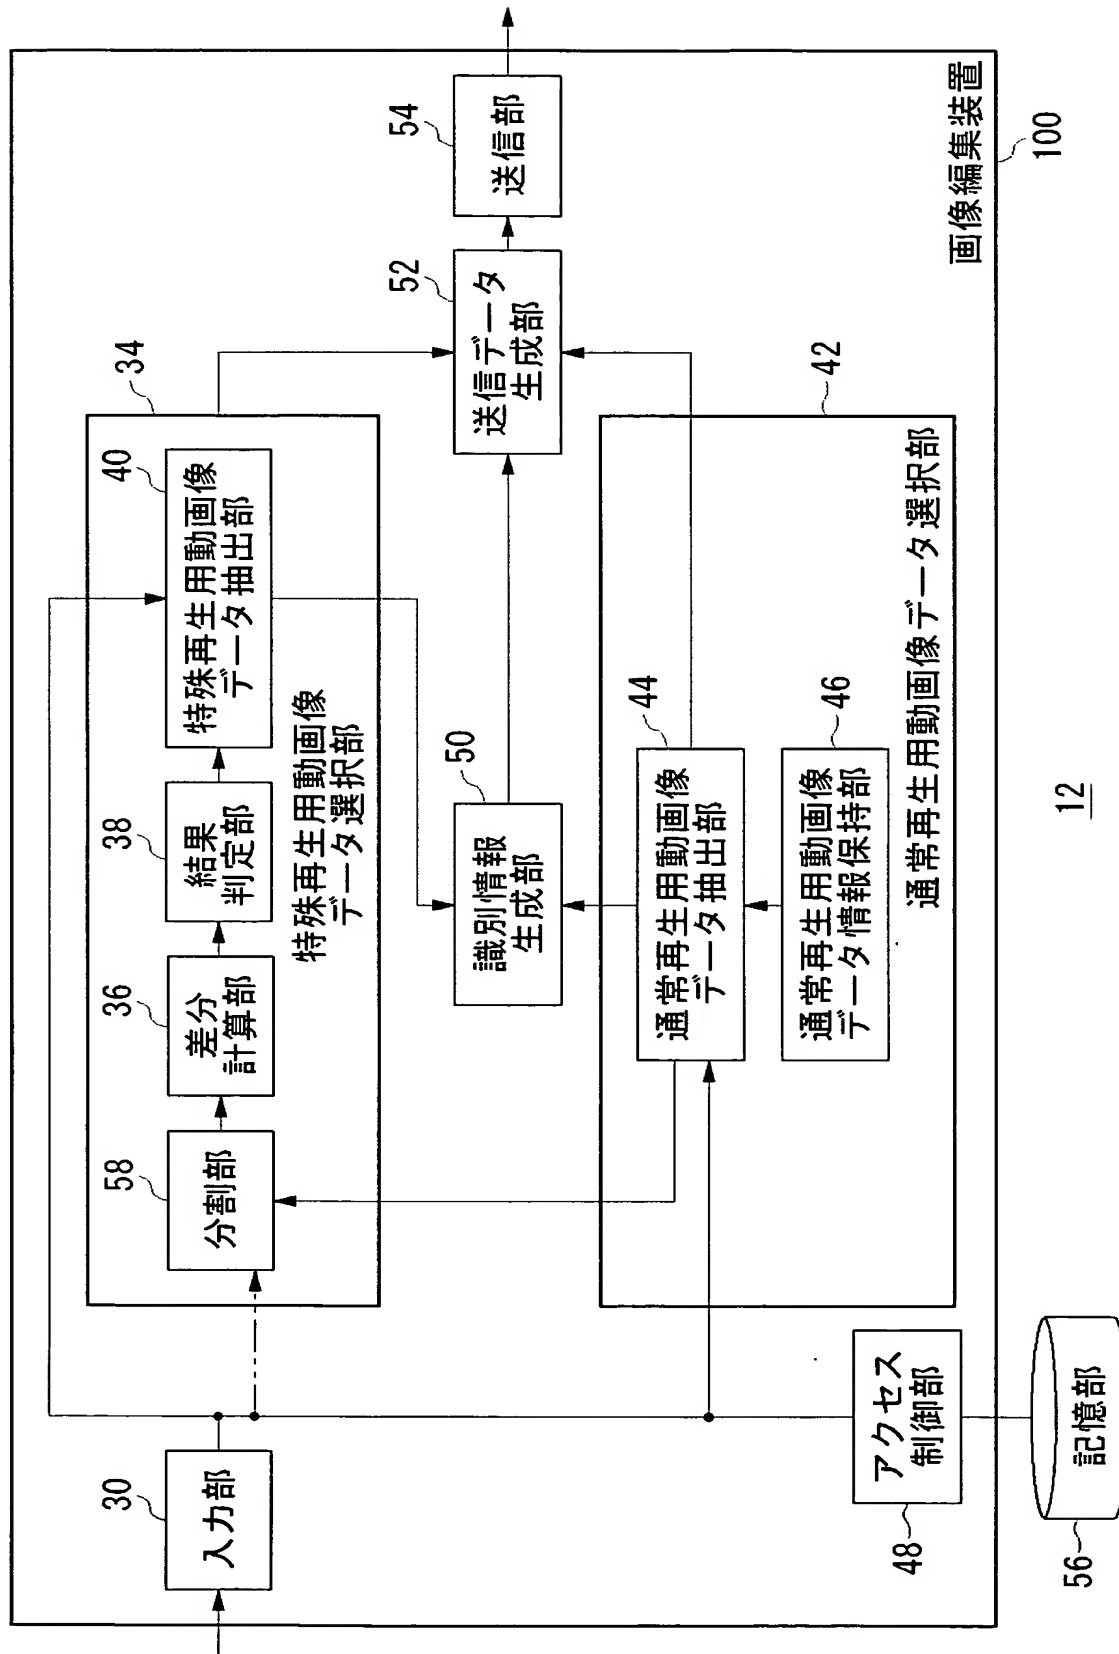 34
40
特殊再生用動画像
データ抽出部
38
結果
判定部
36
差分
計算部
58
分割部
特殊再生用動画像
データ選択部
30
入力部
54
送信部
52
送信データ
生成部
50
識別情報
生成部
42
44
通常再生用動画像
データ抽出部
46
通常再生用動画像
データ情報保持部
通常再生用動画像データ選択部
48
アクセス
制御部
56
記憶部
画像編集装置
100
12